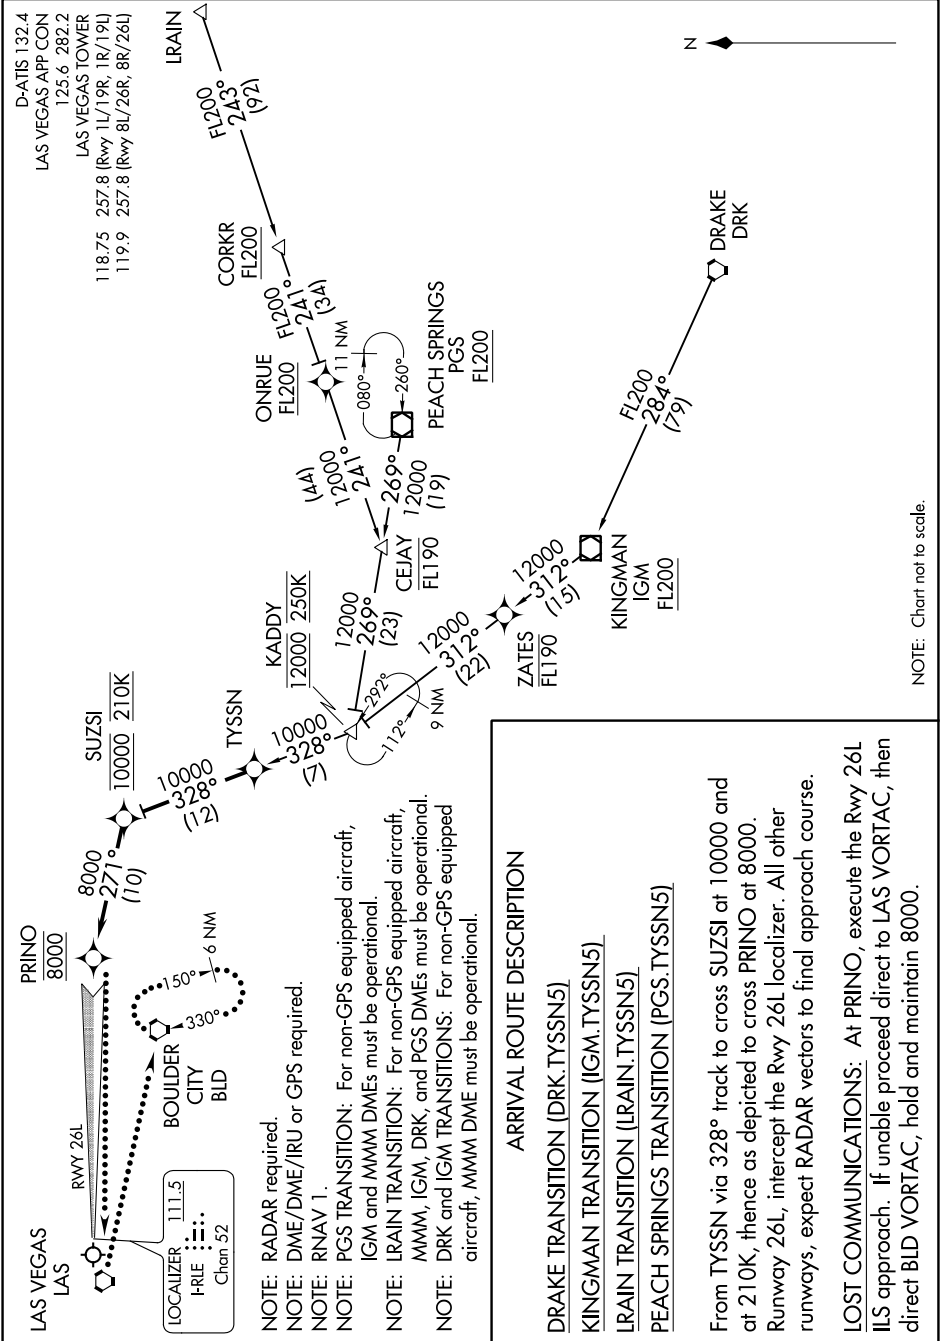 D-ATIS 132.4
LAS VEGAS APP CON
125.6 282.2
LAS VEGAS TOWER
118.75 257.8 (Rwy 1L/19R, 1R/19L)
119.9 257.8 (Rwy 8L/26R, 8R/26L)
LRAIN
FL200
243°
(92)
CORKR
FL200
FL200
241°
(34)
ONRUE
FL200
11 NM
080°
260°
PEACH SPRINGS
PGS
FL200
(44)
12000
241°
269°
12000
(19)
CEJAY
FL190
N
DRAKE
DRK
FL200
284°
(79)
KINGMAN
IGM
FL200
12000
312°
(15)
ZATES
FL190
12000
312°
(22)
12000
269°
(23)
KADDY
12000 250K
292°
112°
9 NM
10000
328°
(7)
TYSSN
10000
328°
(12)
SUZSI
10000 210K
8000
271°
(10)
PRINO
8000
150°
6 NM
330°
BOULDER
CITY
BLD
RWY 26L
LAS VEGAS
LAS
LOCALIZER 111.5
I-RLE
Chan 52
NOTE: RADAR required.
NOTE: DME/DME/IRU or GPS required.
NOTE: RNAV 1.
NOTE: PGS TRANSITION: For non-GPS equipped aircraft,
IGM and MMM DMEs must be operational.
NOTE: LRAIN TRANSITION: For non-GPS equipped aircraft,
MMM, IGM, DRK, and PGS DMEs must be operational.
NOTE: DRK and IGM TRANSITIONS: For non-GPS equipped
aircraft, MMM DME must be operational.
NOTE: Chart not to scale.
ARRIVAL ROUTE DESCRIPTION
DRAKE TRANSITION (DRK.TYSSN5)
KINGMAN TRANSITION (IGM.TYSSN5)
LRAIN TRANSITION (LRAIN.TYSSN5)
PEACH SPRINGS TRANSITION (PGS.TYSSN5)
From TYSSN via 328° track to cross SUZSI at 10000 and
at 210K, thence as depicted to cross PRINO at 8000.
Runway 26L, intercept the Rwy 26L localizer. All other
runways, expect RADAR vectors to final approach course.
LOST COMMUNICATIONS: At PRINO, execute the Rwy 26L
ILS approach. If unable proceed direct to LAS VORTAC, then
direct BLD VORTAC, hold and maintain 8000.